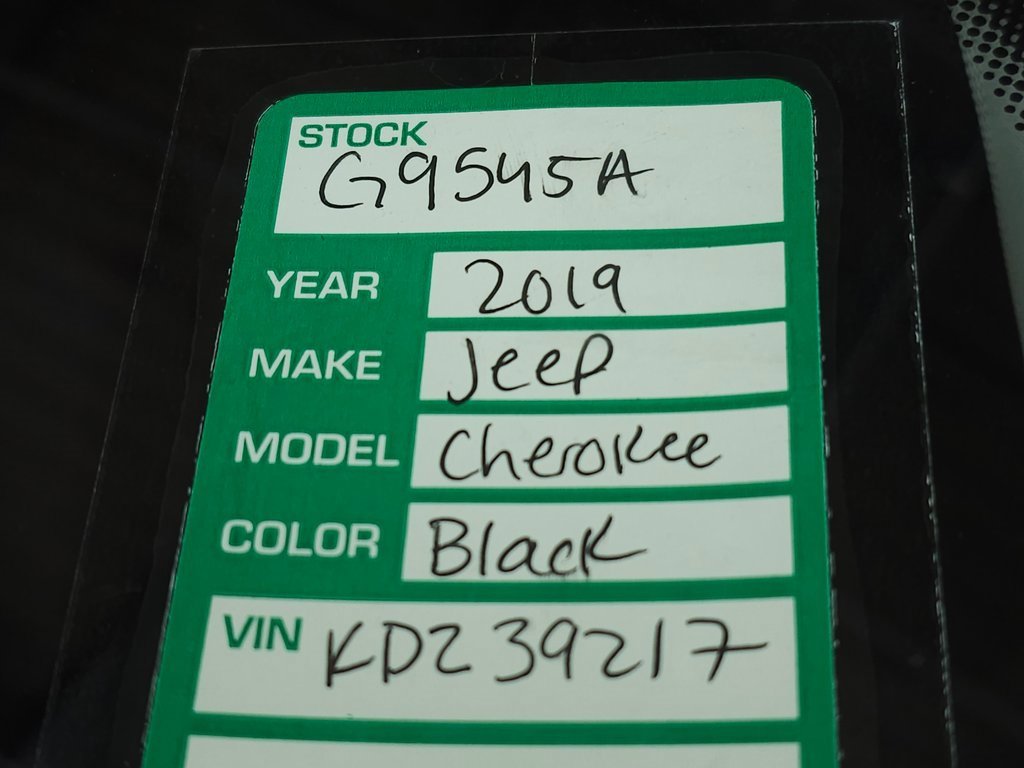 STOCK
G9545A
YEAR 2019
MAKE Jeep
MODEL Cherokee
COLOR Black
VIN KD239217